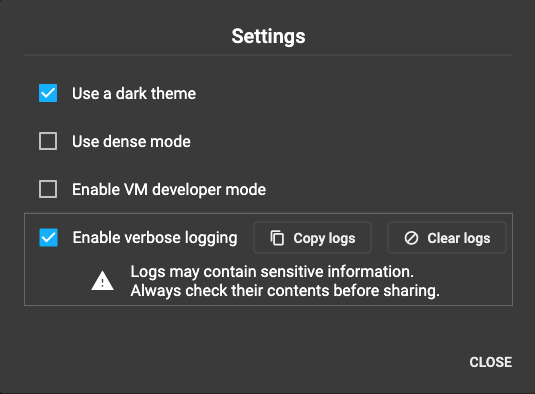 Settings
Use a dark theme
Use dense mode
Enable VM developer mode
Enable verbose logging Copy logs Clear logs
Logs may contain sensitive information.
Always check their contents before sharing.
CLOSE